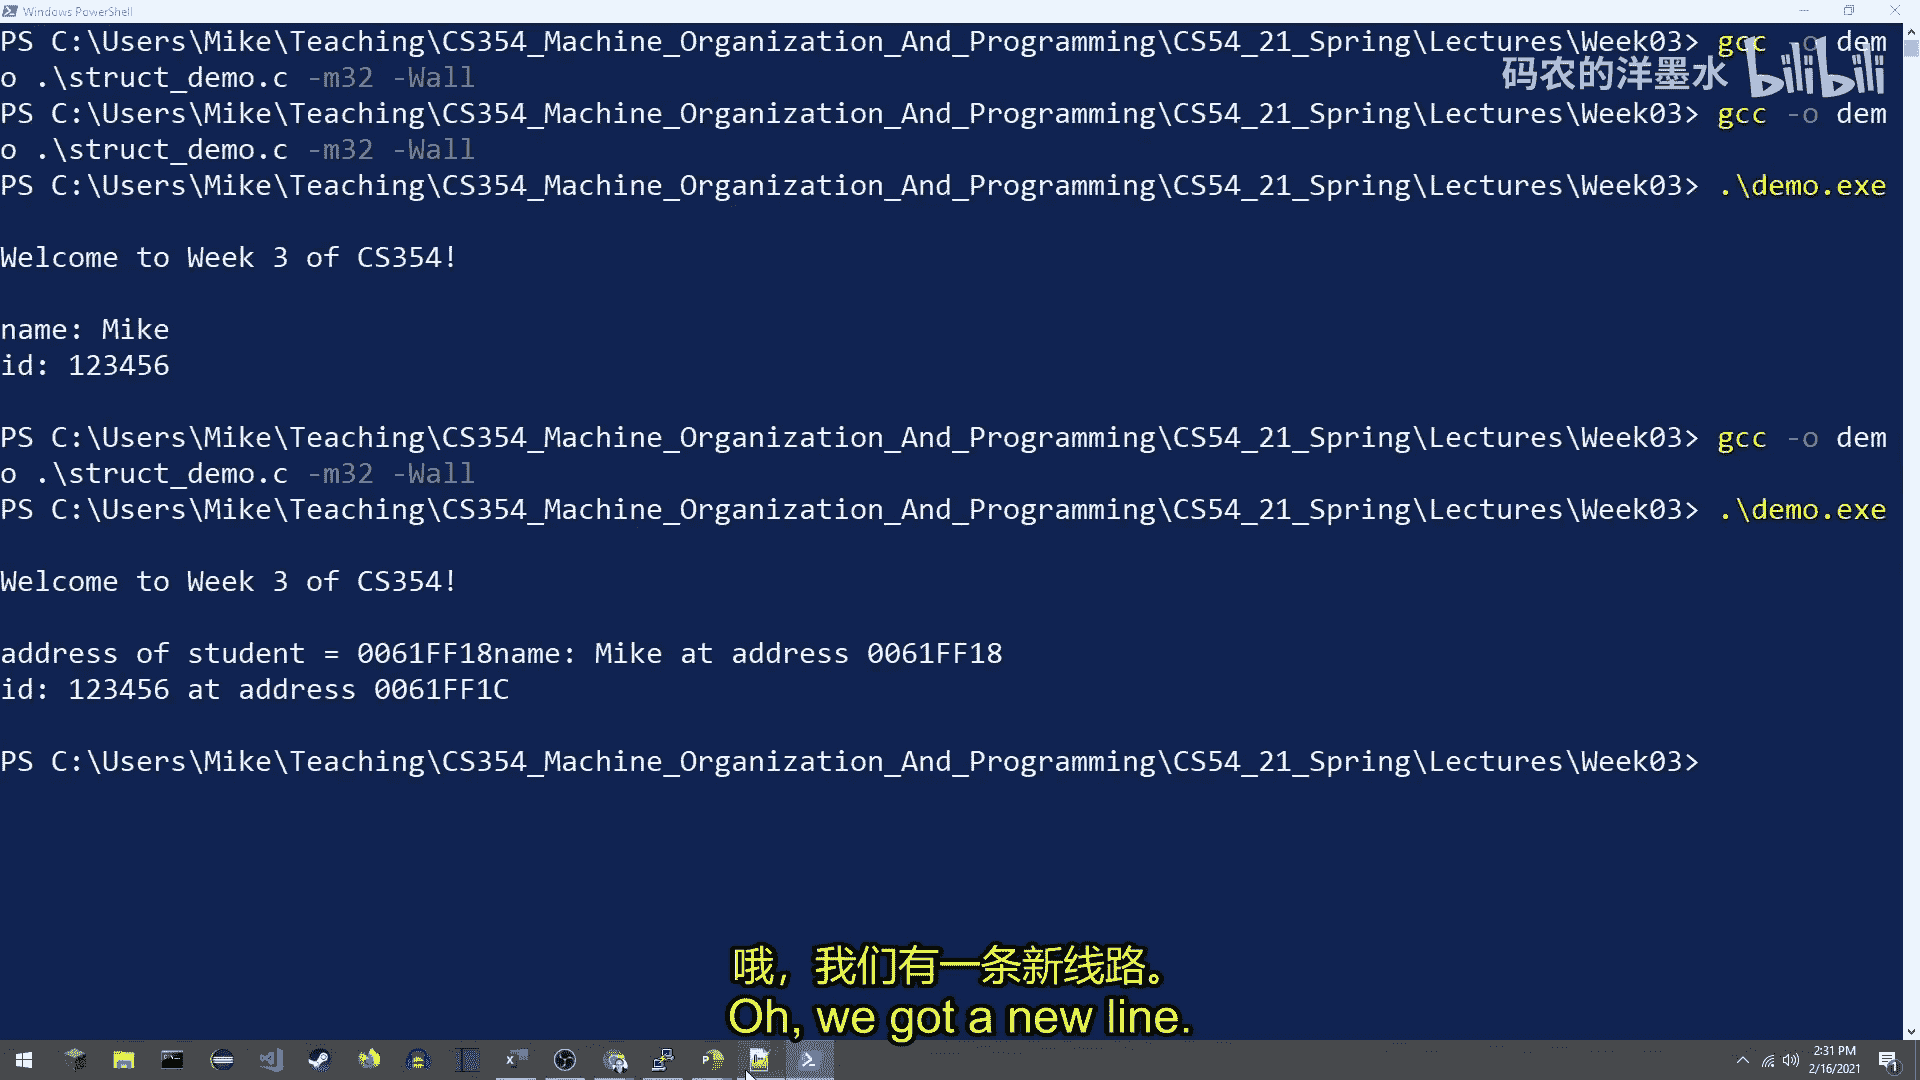 Windows PowerShell
PS C:\Users\Mike\Teaching\CS354_Machine_Organization_And_Programming\CS54_21_Spring\Lectures\Week03> gcc -o dem
o .\struct_demo.c -m32 -Wall
码农的洋墨水 bilibili
PS C:\Users\Mike\Teaching\CS354_Machine_Organization_And_Programming\CS54_21_Spring\Lectures\Week03> gcc -o dem
o .\struct_demo.c -m32 -Wall
PS C:\Users\Mike\Teaching\CS354_Machine_Organization_And_Programming\CS54_21_Spring\Lectures\Week03> .\demo.exe
Welcome to Week 3 of CS354!
name: Mike
id: 123456
PS C:\Users\Mike\Teaching\CS354_Machine_Organization_And_Programming\CS54_21_Spring\Lectures\Week03> gcc -o dem
o .\struct_demo.c -m32 -Wall
PS C:\Users\Mike\Teaching\CS354_Machine_Organization_And_Programming\CS54_21_Spring\Lectures\Week03> .\demo.exe
Welcome to Week 3 of CS354!
address of student = 0061FF18name: Mike at address 0061FF18
id: 123456 at address 0061FF1C
PS C:\Users\Mike\Teaching\CS354_Machine_Organization_And_Programming\CS54_21_Spring\Lectures\Week03>
哦，我们有一条新线路。
Oh, we got a new line.
2:31 PM
2/16/2021